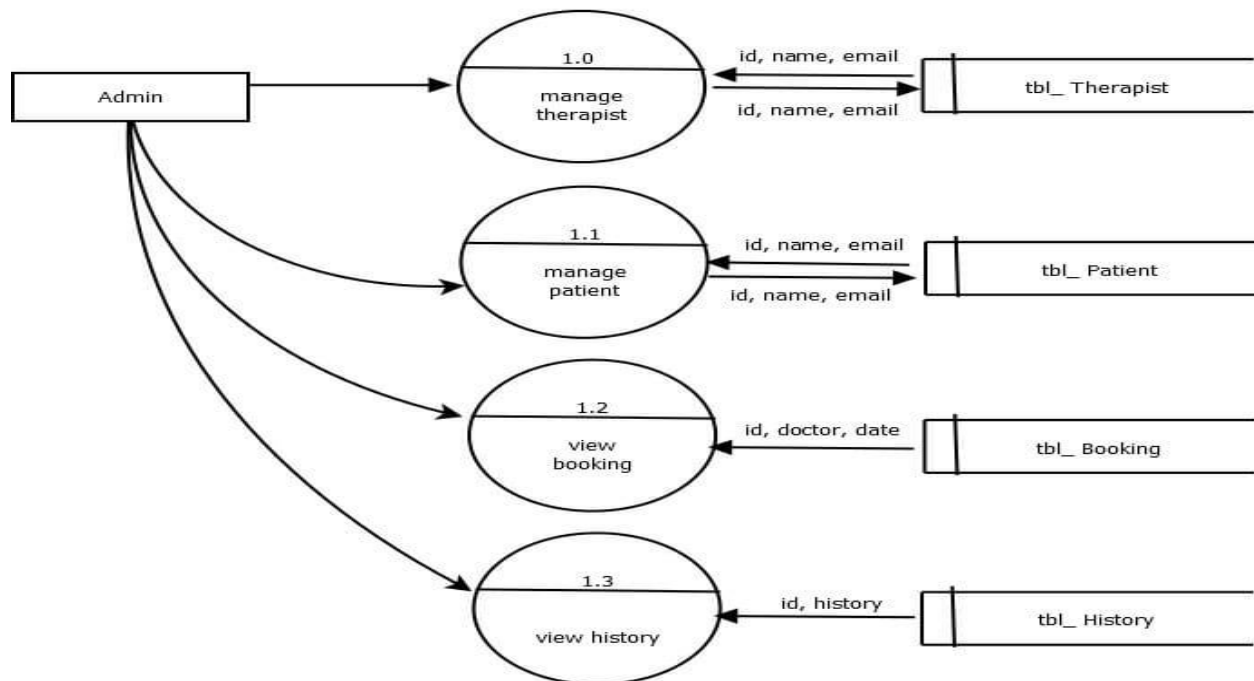 Admin
1.0
manage
therapist
id, name, email
id, name, email
tbl_ Therapist
1.1
manage
patient
id, name, email
id, name, email
tbl_ Patient
1.2
view
booking
id, doctor, date
tbl_ Booking
1.3
view history
id, history
tbl_ History